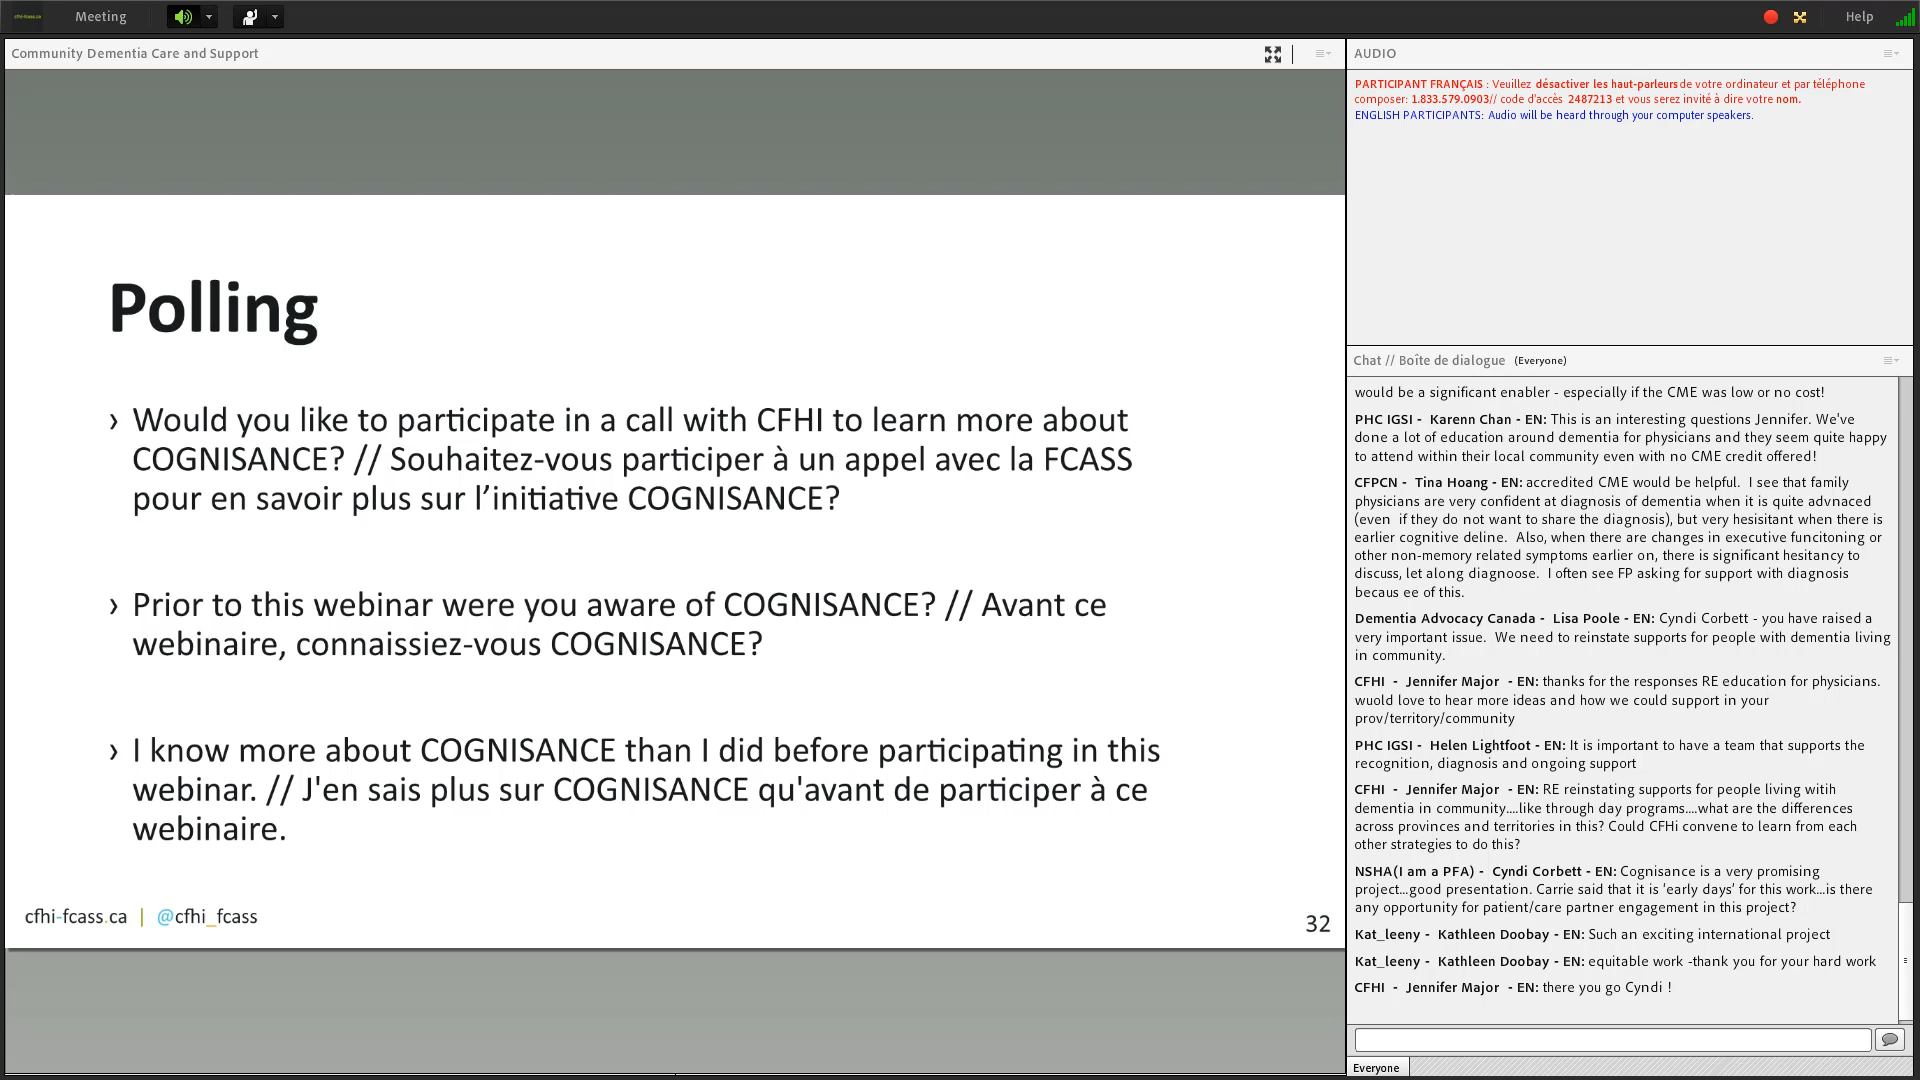 cfhi-fcass.ca
Meeting
Help
Community Dementia Care and Support
Polling
› Would you like to participate in a call with CFHI to learn more about
COGNISANCE? // Souhaitez-vous participer à un appel avec la FCASS
pour en savoir plus sur l’initiative COGNISANCE?
› Prior to this webinar were you aware of COGNISANCE? // Avant ce
webinaire, connaissiez-vous COGNISANCE?
› I know more about COGNISANCE than I did before participating in this
webinar. // J'en sais plus sur COGNISANCE qu'avant de participer à ce
webinaire.
cfhi-fcass.ca | @cfhi_fcass
32
AUDIO
PARTICIPANT FRANÇAIS : Veuillez désactiver les haut-parleurs de votre ordinateur et par téléphone
composer: 1.833.579.0903// code d'accès 2487213 et vous serez invité à dire votre nom.
ENGLISH PARTICIPANTS: Audio will be heard through your computer speakers.
Chat // Boîte de dialogue (Everyone)
would be a significant enabler - especially if the CME was low or no cost!
PHC IGSI - Karenn Chan - EN: This is an interesting questions Jennifer. We've
done a lot of education around dementia for physicians and they seem quite happy
to attend within their local community even with no CME credit offered!
CFPCN - Tina Hoang - EN: accredited CME would be helpful. I see that family
physicians are very confident at diagnosis of dementia when it is quite advnaced
(even if they do not want to share the diagnosis), but very hesisitant when there is
earlier cognitive deline. Also, when there are changes in executive funcitoning or
other non-memory related symptoms earlier on, there is significant hesitancy to
discuss, let along diagnoose. I often see FP asking for support with diagnosis
becaus ee of this.
Dementia Advocacy Canada - Lisa Poole - EN: Cyndi Corbett - you have raised a
very important issue. We need to reinstate supports for people with dementia living
in community.
CFHI - Jennifer Major - EN: thanks for the responses RE education for physicians.
wuold love to hear more ideas and how we could support in your
prov/territory/community
PHC IGSI - Helen Lightfoot - EN: It is important to have a team that supports the
recognition, diagnosis and ongoing support
CFHI - Jennifer Major - EN: RE reinstating supports for people living witih
dementia in community....like through day programs....what are the differences
across provinces and territories in this? Could CFHi convene to learn from each
other strategies to do this?
NSHA(I am a PFA) - Cyndi Corbett - EN: Cognisance is a very promising
project...good presentation. Carrie said that it is ‘early days’ for this work...is there
any opportunity for patient/care partner engagement in this project?
Kat_leeny - Kathleen Doobay - EN: Such an exciting international project
Kat_leeny - Kathleen Doobay - EN: equitable work -thank you for your hard work
CFHI - Jennifer Major - EN: there you go Cyndi !
Everyone